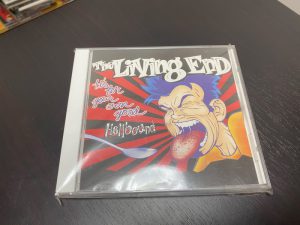 The Living End
it's
for
your
own
good
Hellbound